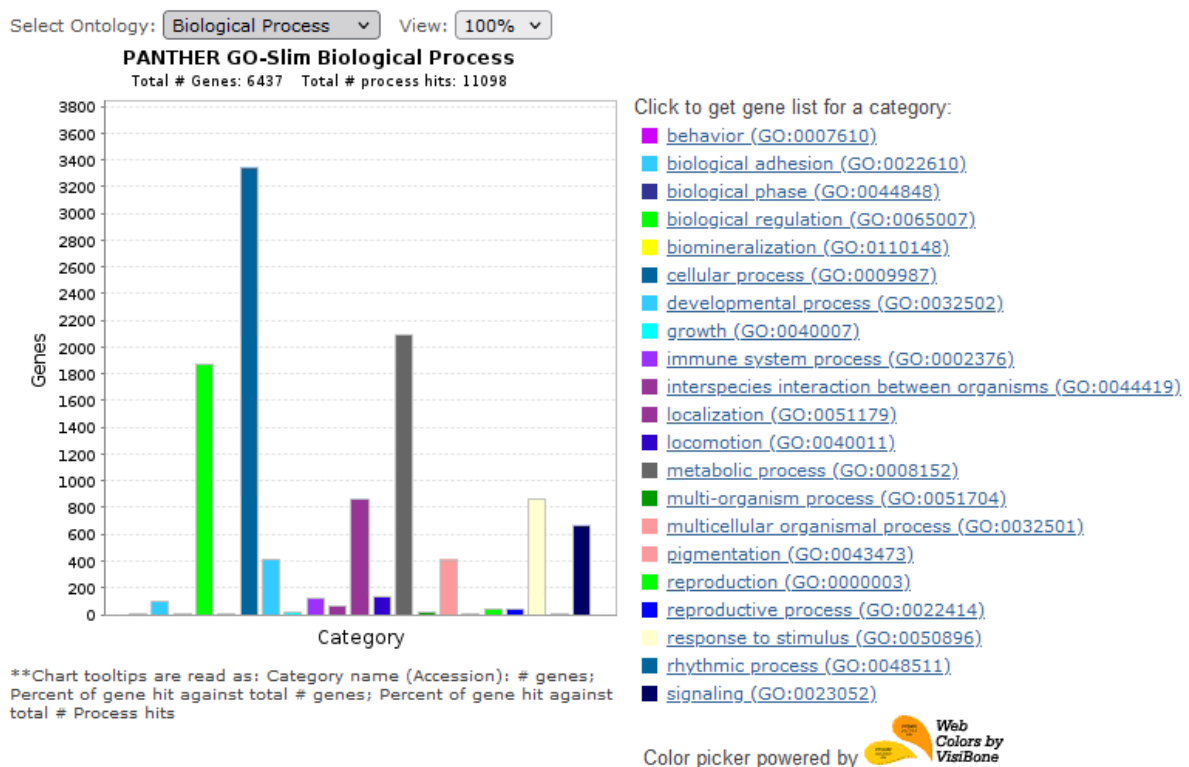 Select Ontology: Biological Process View: 100%
PANTHER GO-Slim Biological Process
Total # Genes: 6437 Total # process hits: 11098
3800
3600
3400
3200
3000
2800
2600
2400
2200
2000
1800
1600
1400
1200
1000
800
600
400
200
0
Genes
Category
**Chart tooltips are read as: Category name (Accession): # genes;
Percent of gene hit against total # genes; Percent of gene hit against
total # Process hits
Click to get gene list for a category:
behavior (GO:0007610)
biological adhesion (GO:0022610)
biological phase (GO:0044848)
biological regulation (GO:0065007)
biomineralization (GO:0110148)
cellular process (GO:0009987)
developmental process (GO:0032502)
growth (GO:0040007)
immune system process (GO:0002376)
interspecies interaction between organisms (GO:0044419)
localization (GO:0051179)
locomotion (GO:0040011)
metabolic process (GO:0008152)
multi-organism process (GO:0051704)
multicellular organismal process (GO:0032501)
pigmentation (GO:0043473)
reproduction (GO:0000003)
reproductive process (GO:0022414)
response to stimulus (GO:0050896)
rhythmic process (GO:0048511)
signaling (GO:0023052)
Color picker powered by
Web
Colors by
VisiBone